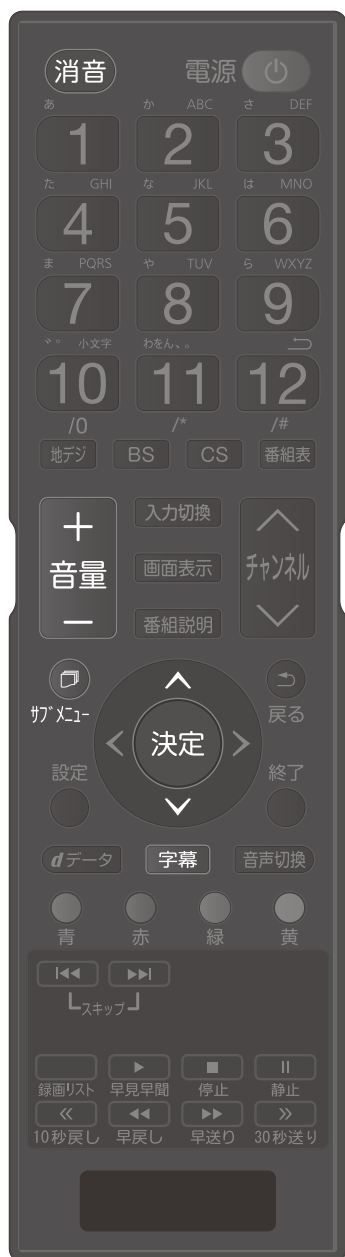 消音 電源
あ か ABC さ DEF
1 2 3
た GHI な JKL は MNO
4 5 6
ま PQRS や TUV ら WXYZ
7 8 9
゛゜ 小文字 わをん、。
10 11 12
/0 /* /#
地デジ BS CS 番組表
+ 入力切換
音量 画面表示 チャンネル
− 番組説明
サブメニュー 決定 戻る
設定 終了
dデータ 字幕 音声切換
青 赤 緑 黄
スキップ
録画リスト 早見早聞 停止 静止
10秒戻し 早戻し 早送り 30秒送り